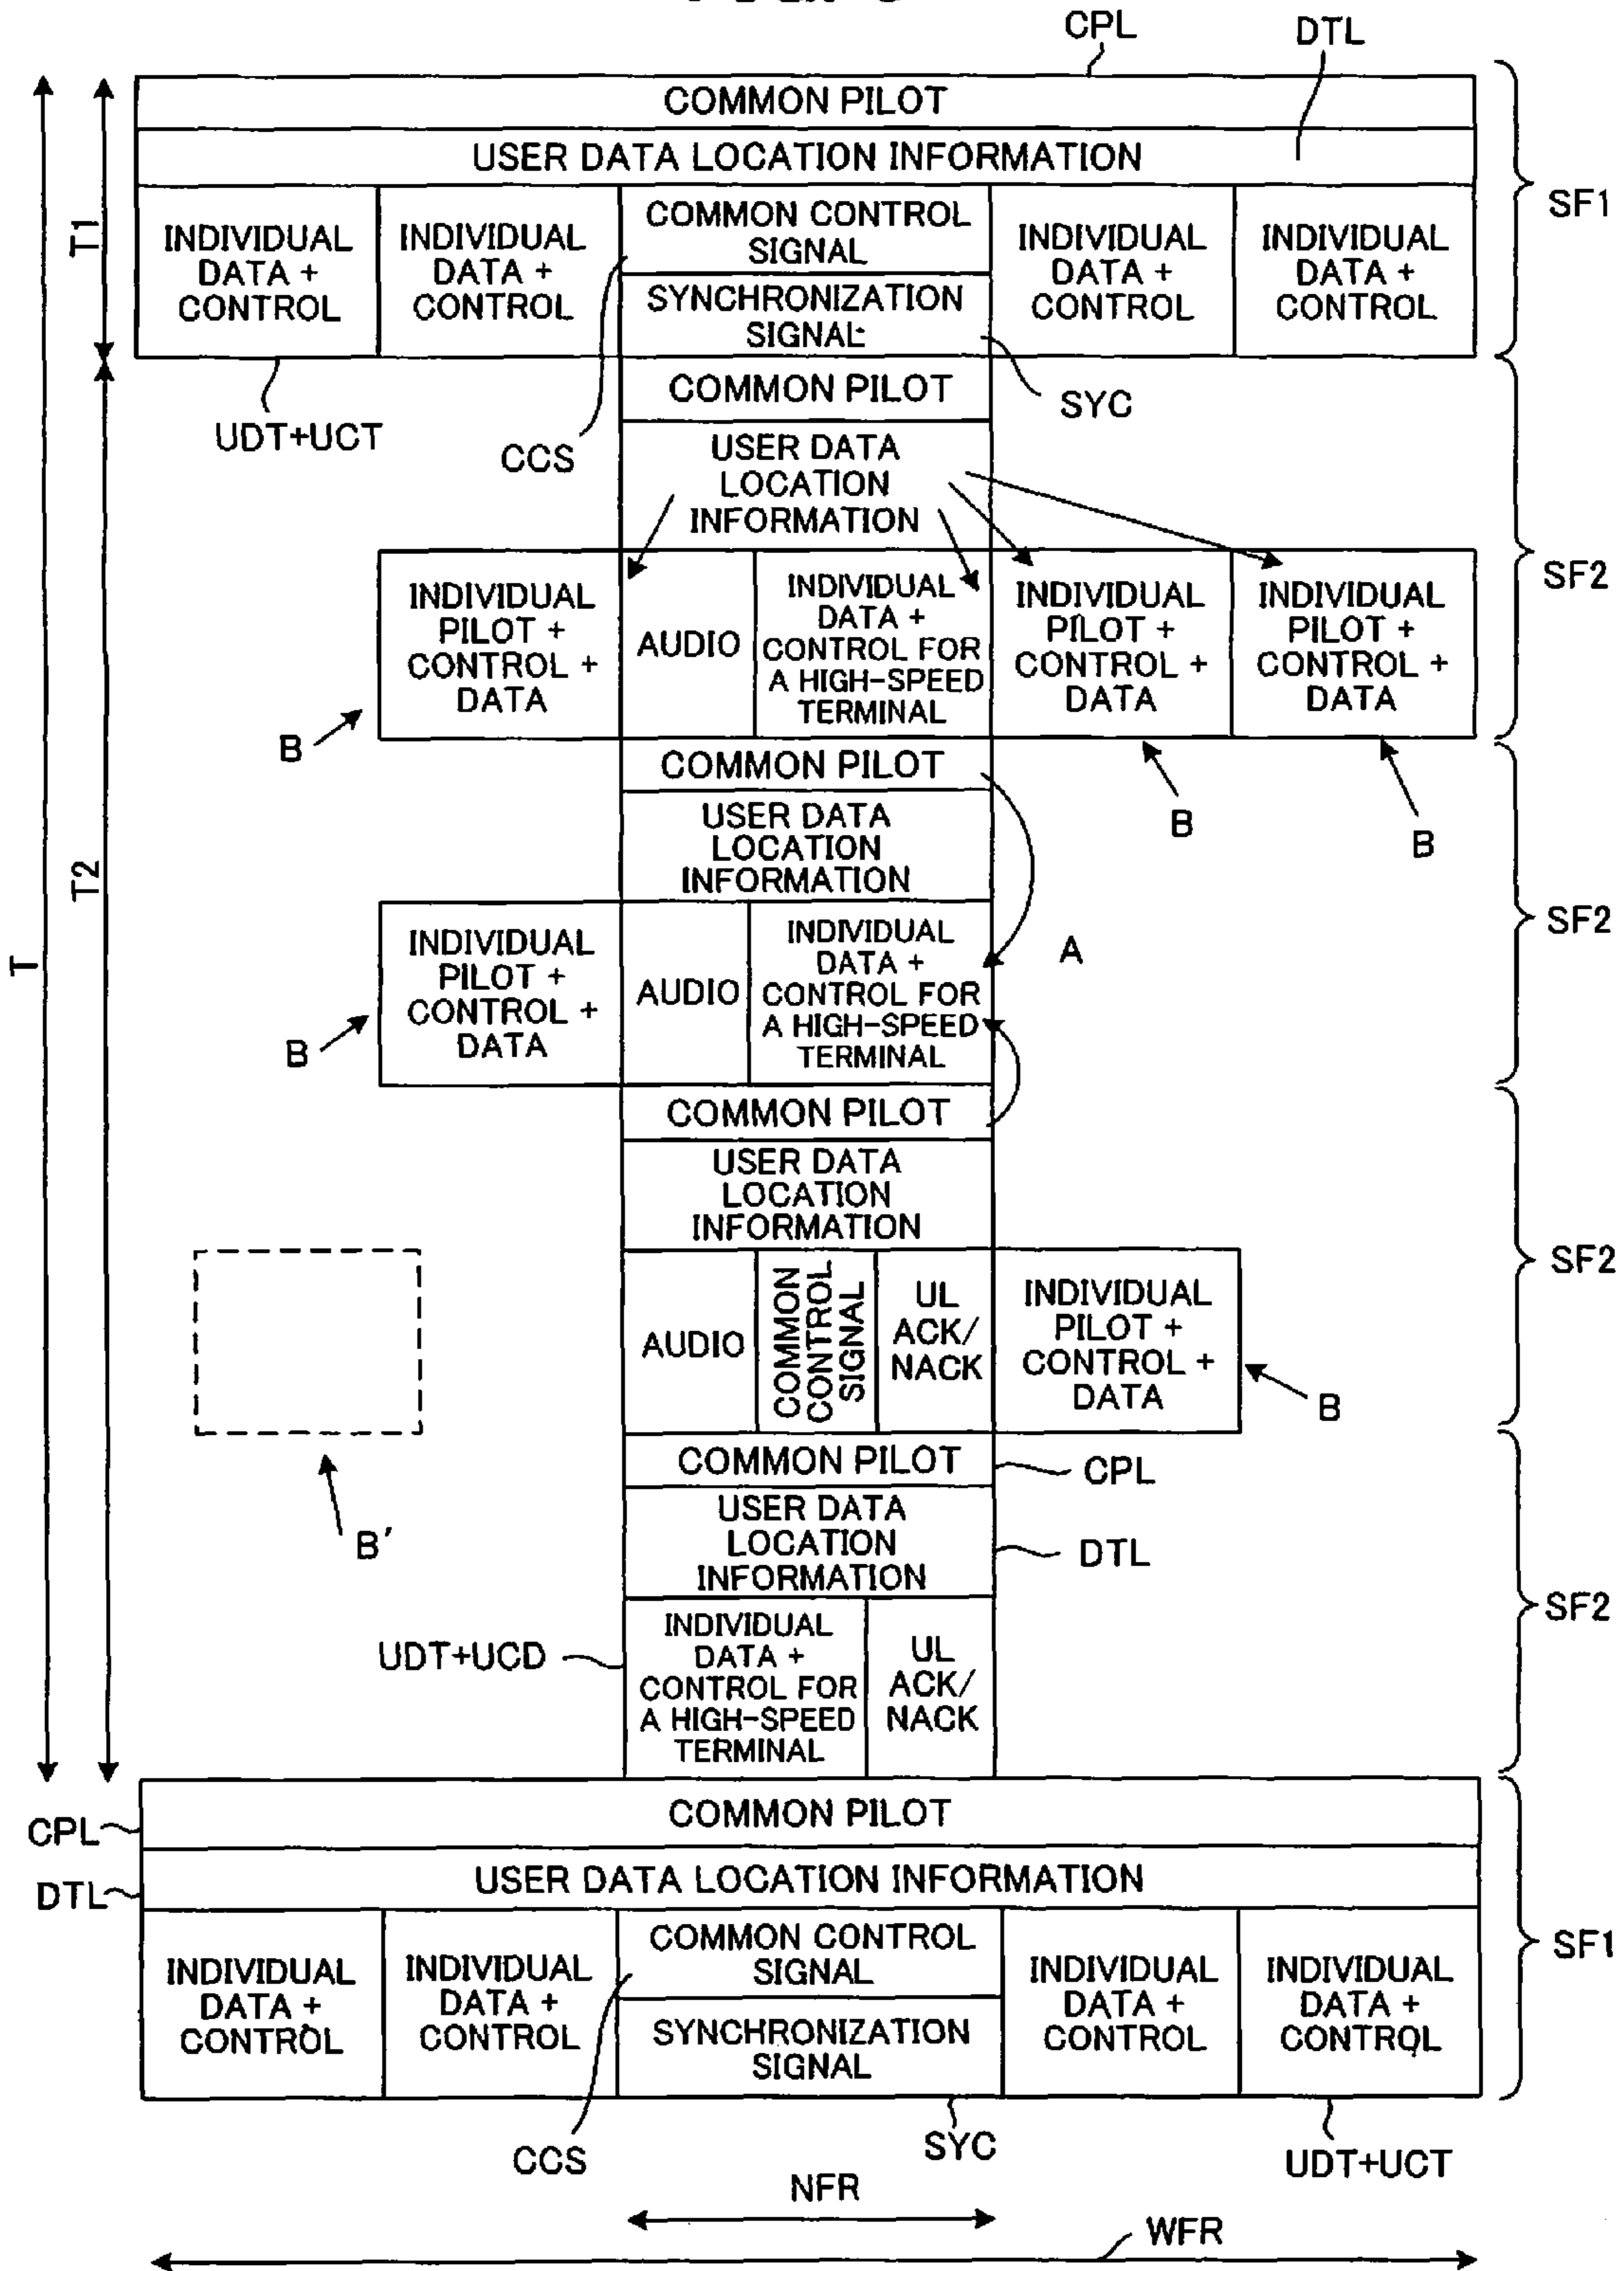 CPL
DTL
COMMON PILOT
USER DATA LOCATION INFORMATION
SF1
T1
INDIVIDUAL
DATA +
CONTROL
INDIVIDUAL
DATA +
CONTROL
COMMON CONTROL
SIGNAL
SYNCHRONIZATION
SIGNAL
INDIVIDUAL
DATA +
CONTROL
INDIVIDUAL
DATA +
CONTROL
UDT+UCT
CCS
COMMON PILOT
SYC
USER DATA
LOCATION
INFORMATION
SF2
INDIVIDUAL
PILOT +
CONTROL +
DATA
AUDIO
INDIVIDUAL
DATA +
CONTROL FOR
A HIGH-SPEED
TERMINAL
INDIVIDUAL
PILOT +
CONTROL +
DATA
INDIVIDUAL
PILOT +
CONTROL +
DATA
B
B
B
COMMON PILOT
USER DATA
LOCATION
INFORMATION
T2
T
SF2
INDIVIDUAL
PILOT +
CONTROL +
DATA
AUDIO
INDIVIDUAL
DATA +
CONTROL FOR
A HIGH-SPEED
TERMINAL
A
B
COMMON PILOT
USER DATA
LOCATION
INFORMATION
SF2
AUDIO
COMMON
CONTROL
SIGNAL
UL
ACK/
NACK
INDIVIDUAL
PILOT +
CONTROL +
DATA
B
B'
COMMON PILOT
CPL
USER DATA
LOCATION
INFORMATION
DTL
SF2
UDT+UCD
INDIVIDUAL
DATA +
CONTROL FOR
A HIGH-SPEED
TERMINAL
UL
ACK/
NACK
CPL
COMMON PILOT
DTL
USER DATA LOCATION INFORMATION
SF1
INDIVIDUAL
DATA +
CONTROL
INDIVIDUAL
DATA +
CONTROL
COMMON CONTROL
SIGNAL
SYNCHRONIZATION
SIGNAL
INDIVIDUAL
DATA +
CONTROL
INDIVIDUAL
DATA +
CONTROL
CCS
SYC
UDT+UCT
NFR
WFR